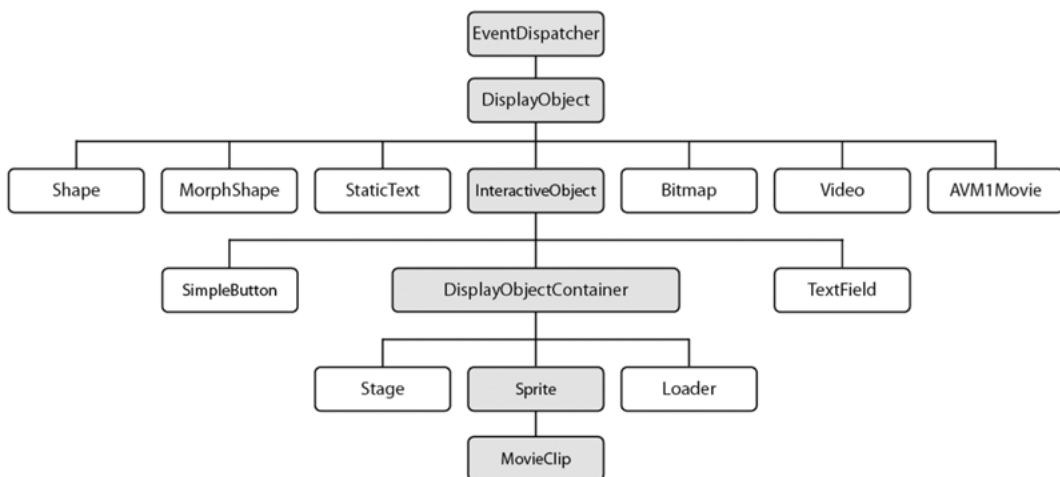 EventDispatcher
DisplayObject
Shape
MorphShape
StaticText
InteractiveObject
Bitmap
Video
AVM1Movie
SimpleButton
DisplayObjectContainer
TextField
Stage
Sprite
Loader
MovieClip